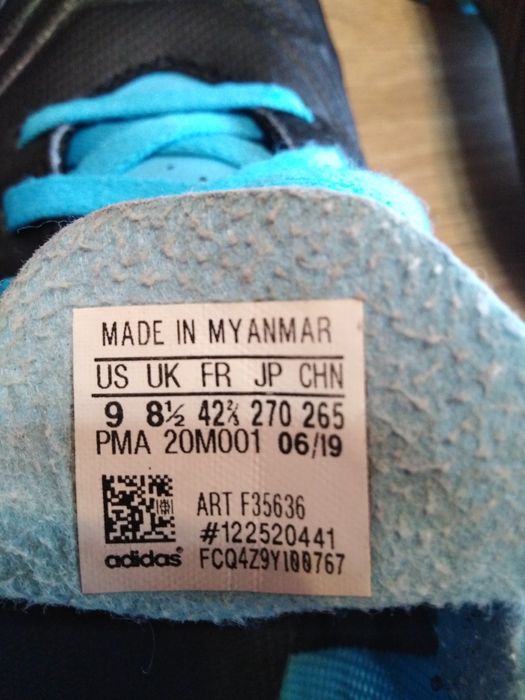 MADE IN MYANMAR
US UK FR JP CHN
9 8½ 42⅔ 270 265
PMA 20M001 06/19
ART F35636
#122520441
adidas® FCQ4Z9YI00767